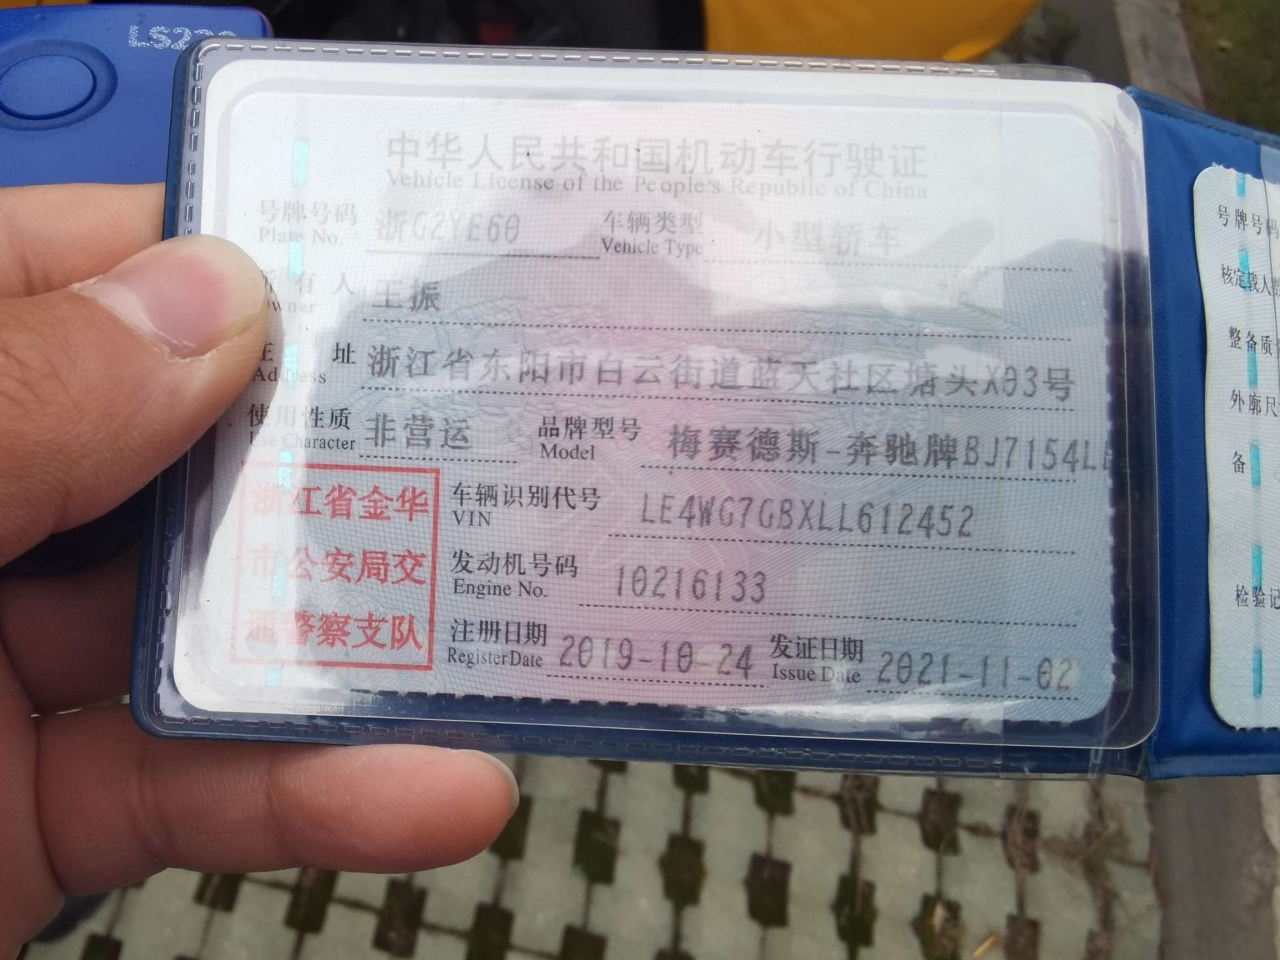 中华人民共和国机动车行驶证
Vehicle License of the People's Republic of China
号牌号码 浙G2YE60 车辆类型 小型轿车
Plate No. Vehicle Type
有 人 王振
址 浙江省东阳市白云街道蓝天社区塘头X03号
Address
使用性质 非营运 品牌型号 梅赛德斯-奔驰牌BJ7154L
Use Character Model
浙江省金华
市公安局交
通警察支队
车辆识别代号 LE4WG7GBXLL612452
VIN
发动机号码 10216133
Engine No.
注册日期 2019-10-24 发证日期 2021-11-02
Register Date Issue Date
号牌号码
核定载人
整备质
外廓尺
备
检验记